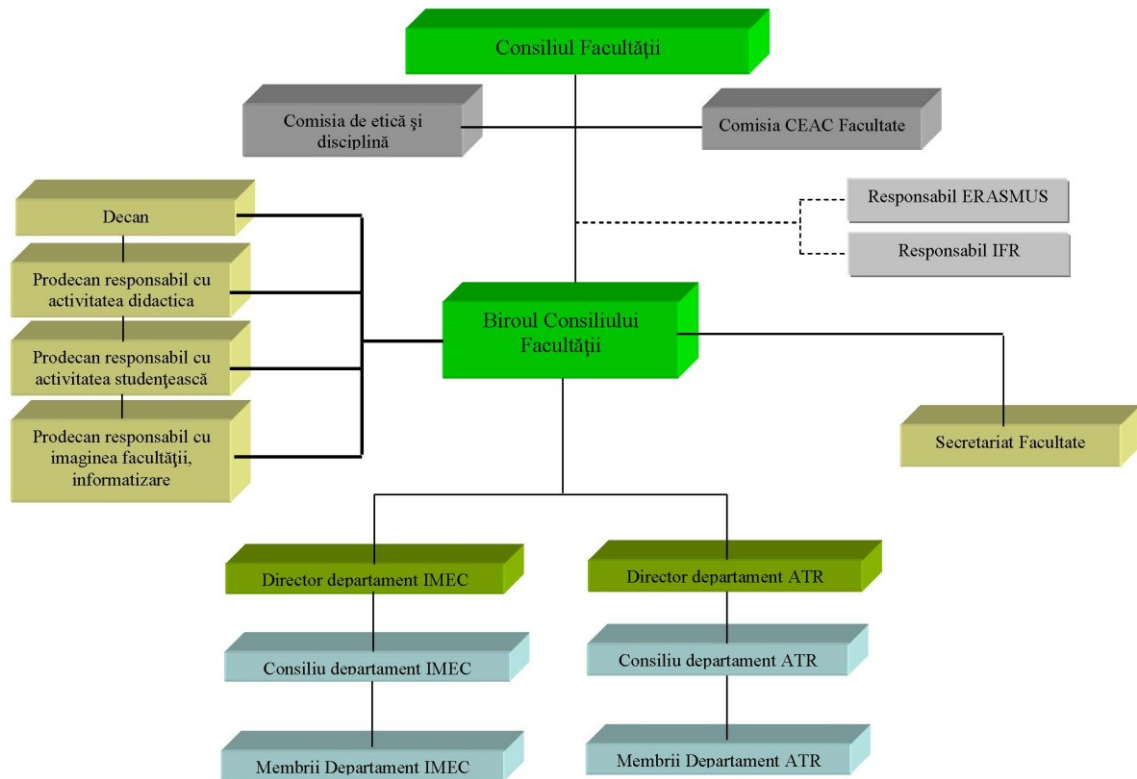 Consiliul Facultăţii
Comisia de etică şi
disciplină
Comisia CEAC Facultate
Responsabil ERASMUS
Responsabil IFR
Decan
Prodecan responsabil cu
activitatea didactica
Prodecan responsabil cu
activitatea studenţească
Prodecan responsabil cu
imaginea facultăţii,
informatizare
Biroul Consiliului
Facultăţii
Secretariat Facultate
Director departament IMEC
Director departament ATR
Consiliu departament IMEC
Consiliu departament ATR
Membrii Departament IMEC
Membrii Departament ATR